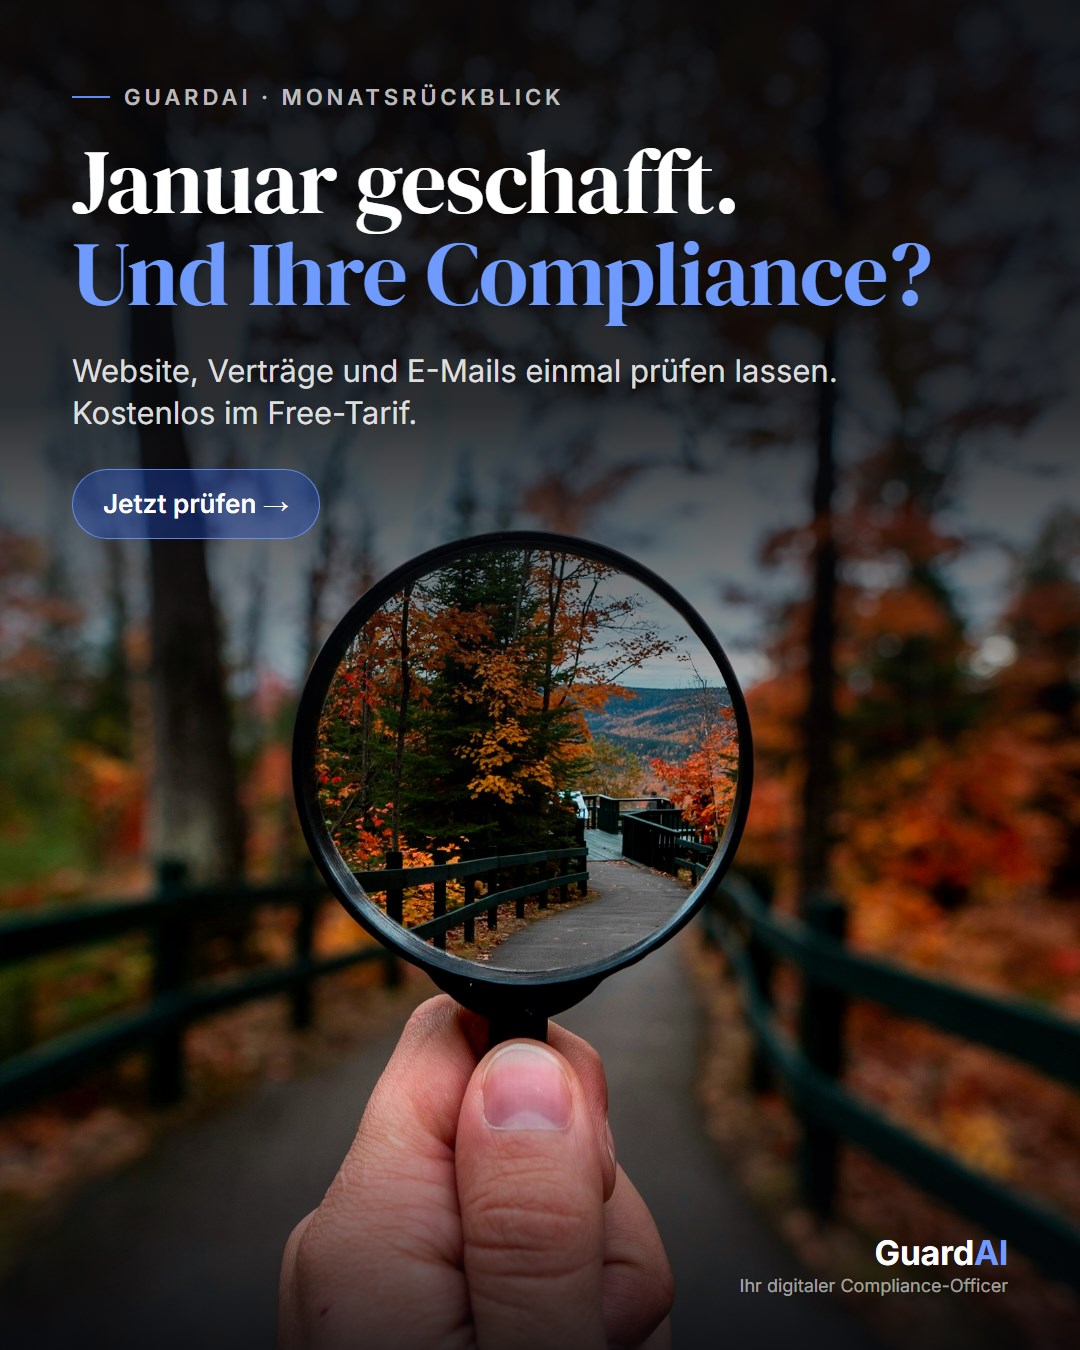 GUARDAI · MONATSRÜCKBLICK
Januar geschafft.
Und Ihre Compliance?
Website, Verträge und E-Mails einmal prüfen lassen.
Kostenlos im Free-Tarif.
Jetzt prüfen →
GuardAI
Ihr digitaler Compliance-Officer